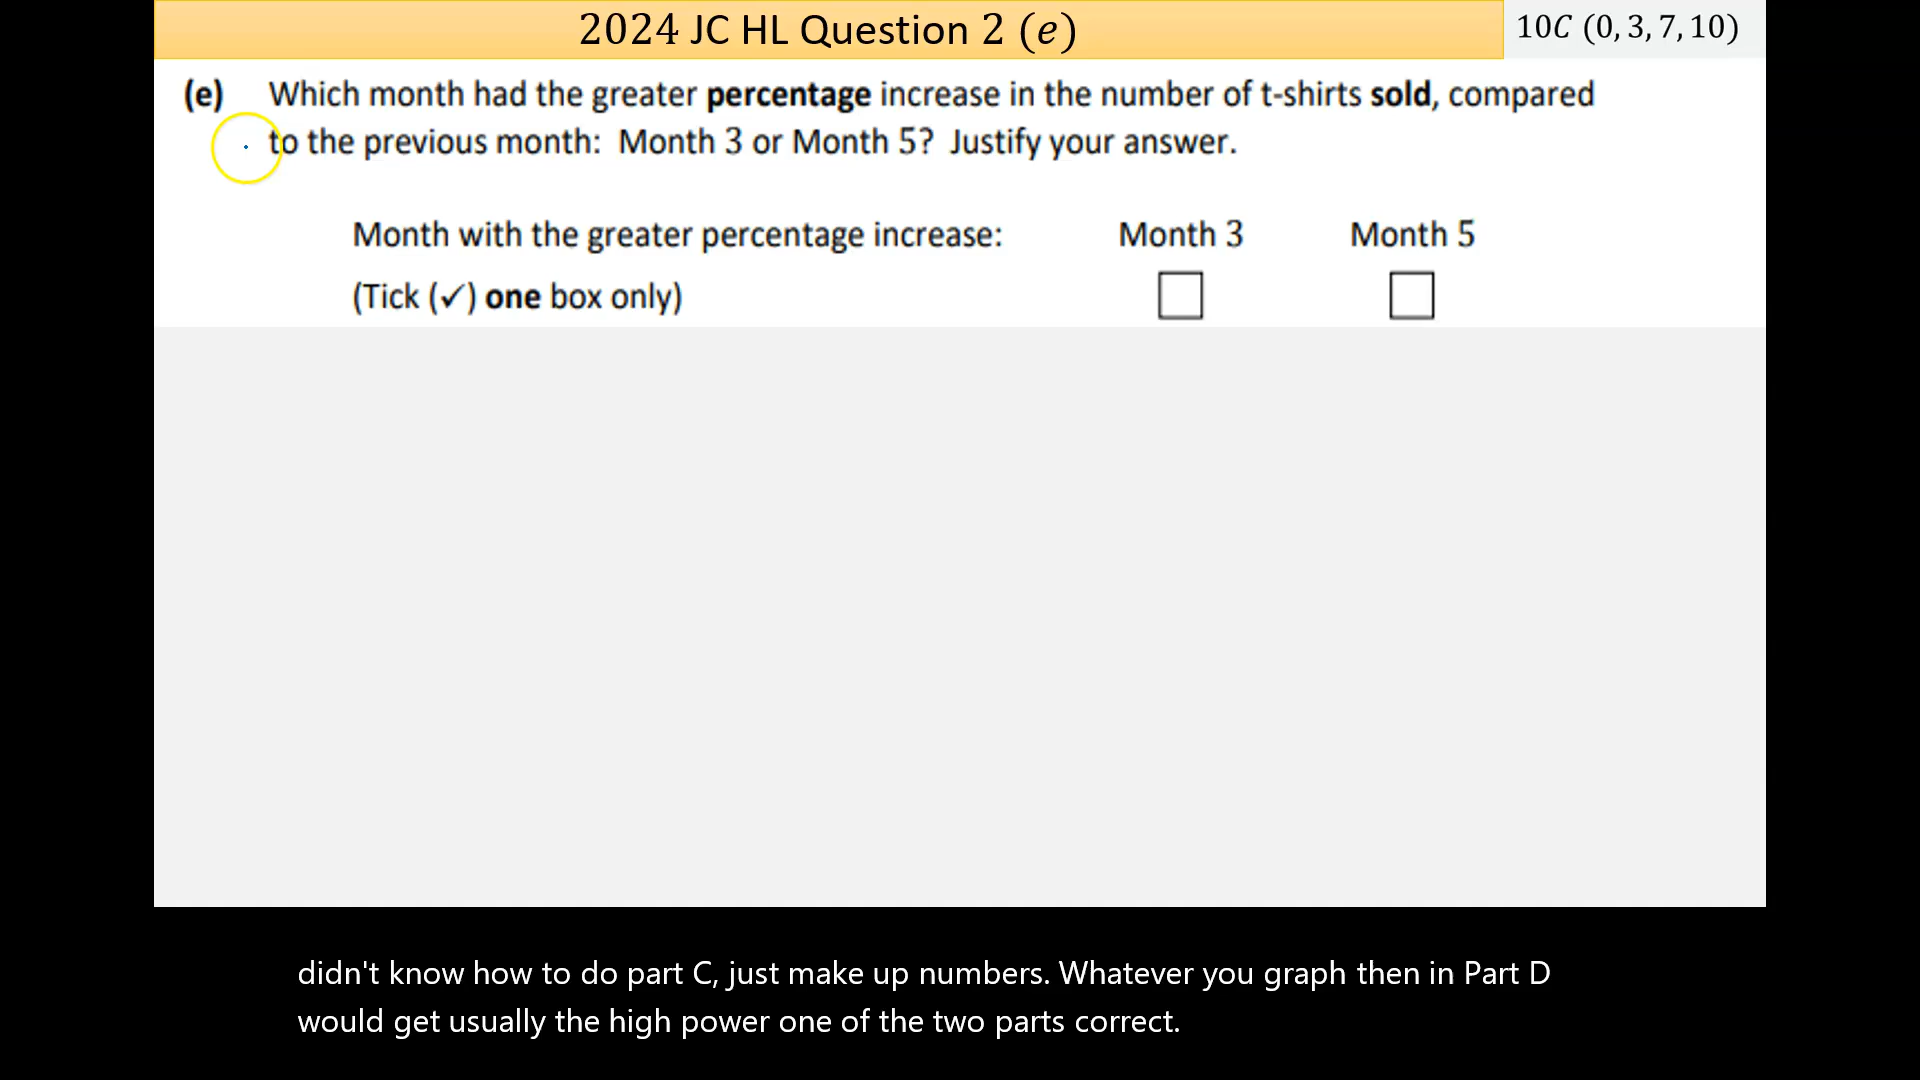 2024 JC HL Question 2 (e)
10C (0, 3, 7, 10)
(e) Which month had the greater percentage increase in the number of t-shirts sold, compared
to the previous month: Month 3 or Month 5? Justify your answer.
Month with the greater percentage increase: Month 3 Month 5
(Tick (✓) one box only)
didn't know how to do part C, just make up numbers. Whatever you graph then in Part D
would get usually the high power one of the two parts correct.